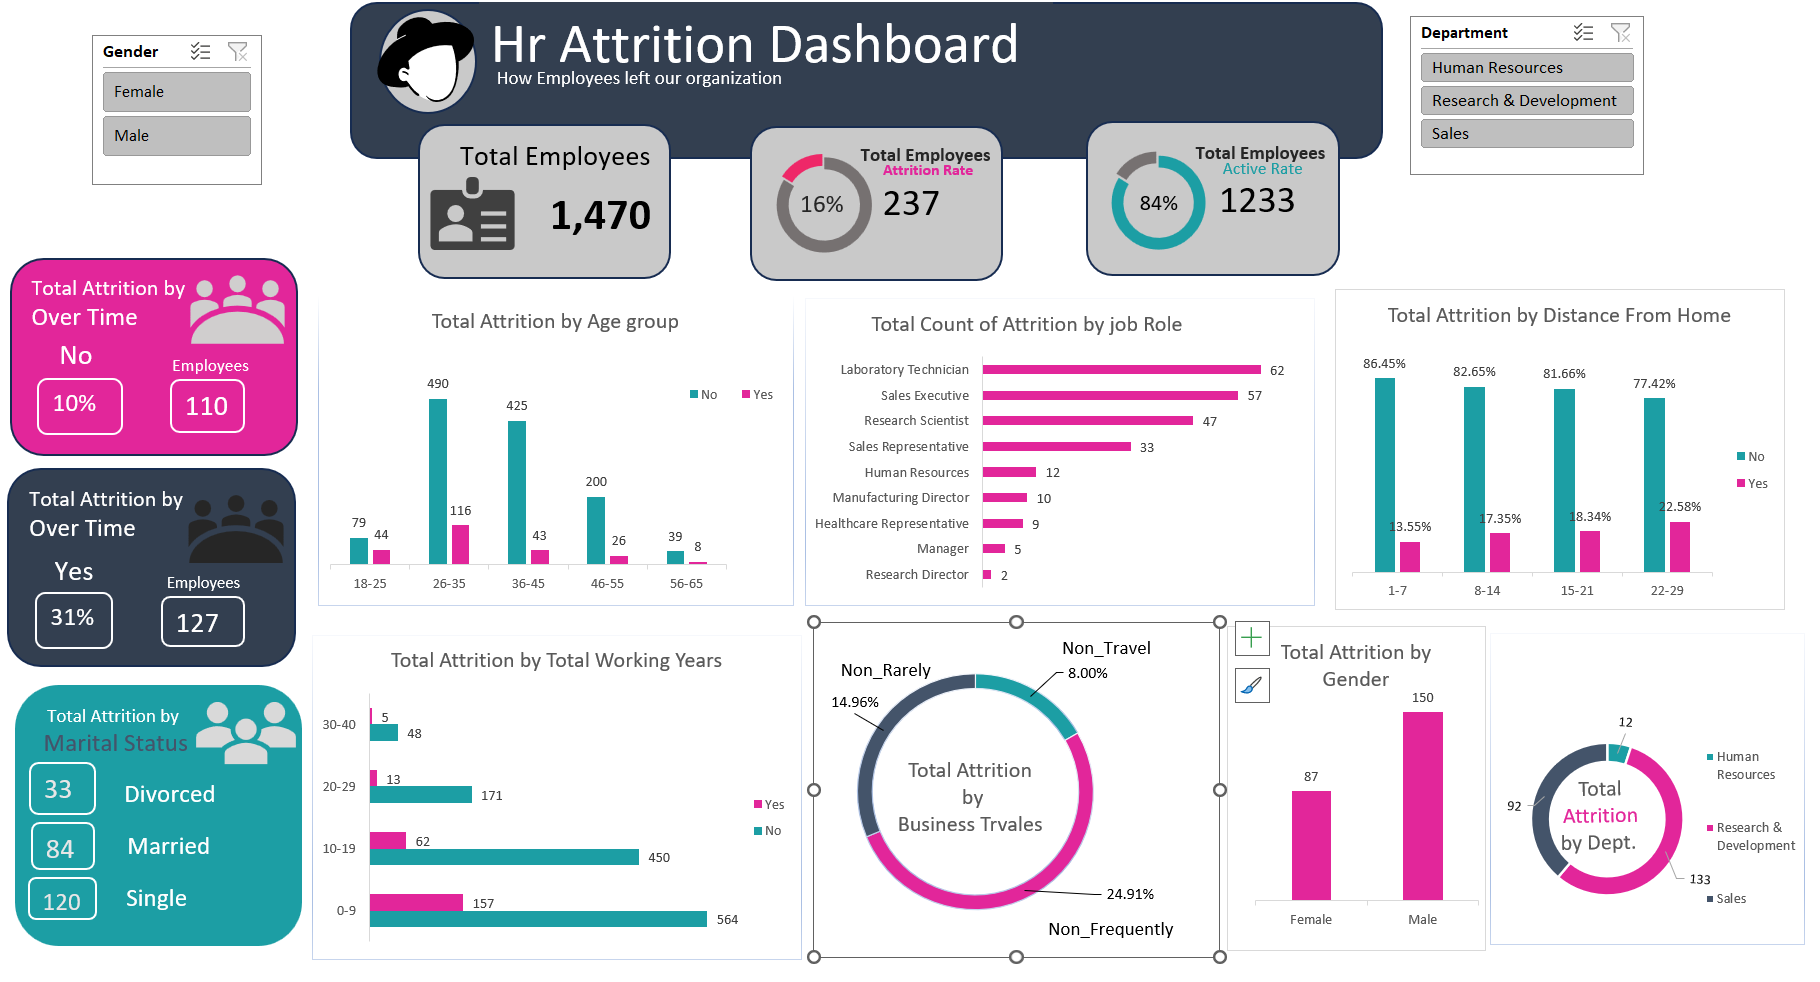 Gender
Female
Male
Hr Attrition Dashboard
How Employees left our organization
Department
Human Resources
Research & Development
Sales
Total Employees
1,470
Total Employees
Attrition Rate
16%
237
Total Employees
Active Rate
84%
1233
Total Attrition by
Over Time
No
Employees
10%
110
Total Attrition by
Over Time
Yes
Employees
31%
127
Total Attrition by
Marital Status
33
Divorced
84
Married
120
Single
Total Attrition by Age group
490
425
200
116
79
44
43
26
39
8
No
Yes
18-25
26-35
36-45
46-55
56-65
Total Count of Attrition by job Role
Laboratory Technician
62
Sales Executive
57
Research Scientist
47
Sales Representative
33
Human Resources
12
Manufacturing Director
10
Healthcare Representative
9
Manager
5
Research Director
2
Total Attrition by Distance From Home
86.45%
82.65%
81.66%
77.42%
13.55%
17.35%
18.34%
22.58%
No
Yes
1-7
8-14
15-21
22-29
Total Attrition by Total Working Years
30-40
5
48
20-29
13
171
10-19
62
450
0-9
157
564
Yes
No
Non_Travel
8.00%
Non_Rarely
14.96%
Total Attrition
by
Business Trvales
24.91%
Non_Frequently
Total Attrition by
Gender
150
87
Female
Male
12
92
133
Total
Attrition
by Dept.
Human
Resources
Research &
Development
Sales